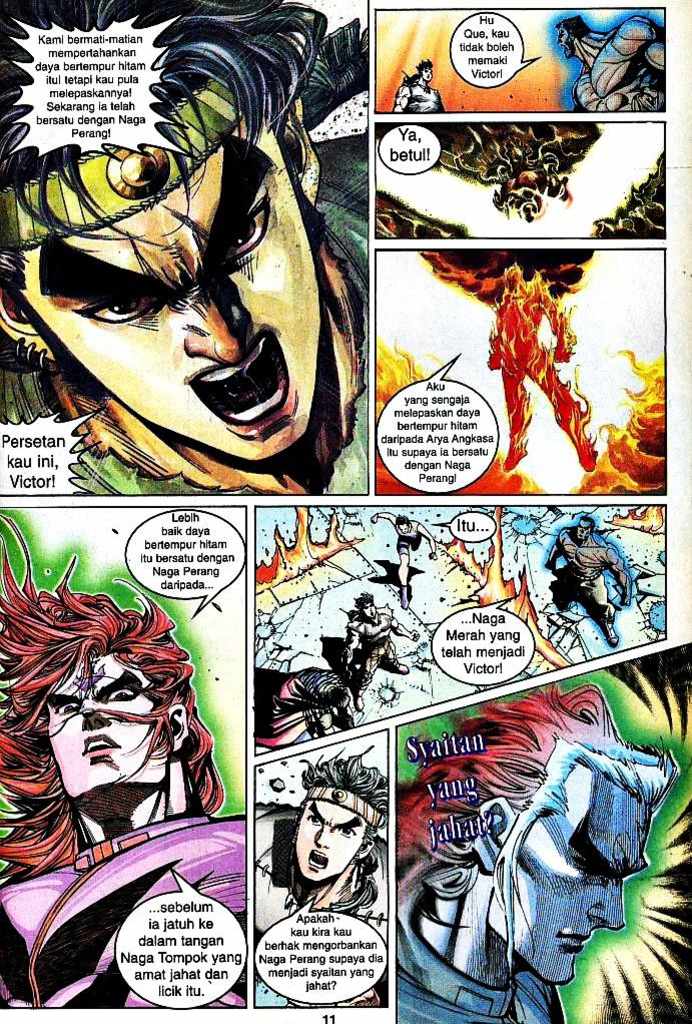 Kami bermati-matian
mempertahankan
daya bertempur hitam
itu! tetapi kau pula
melepaskannya!
Sekarang ia telah
bersatu dengan Naga
Perang!
Persetan
kau ini,
Victor!
Hu
Que, kau
tidak boleh
memaki
Victor!
Ya,
betul!
Aku
yang sengaja
melepaskan daya
bertempur hitam
daripada Arya Angkasa
itu supaya ia bersatu
dengan Naga
Perang!
Lebih
baik daya
bertempur hitam
itu bersatu dengan
Naga Perang
daripada...
...sebelum
ia jatuh ke
dalam tangan
Naga Tompok yang
amat jahat dan
licik itu.
Itu...
...Naga
Merah yang
telah menjadi
Victor!
Apakah
kau kira kau
berhak mengorbankan
Naga Perang supaya dia
menjadi syaitan yang
jahat?
Syaitan
yang
jahat?
11